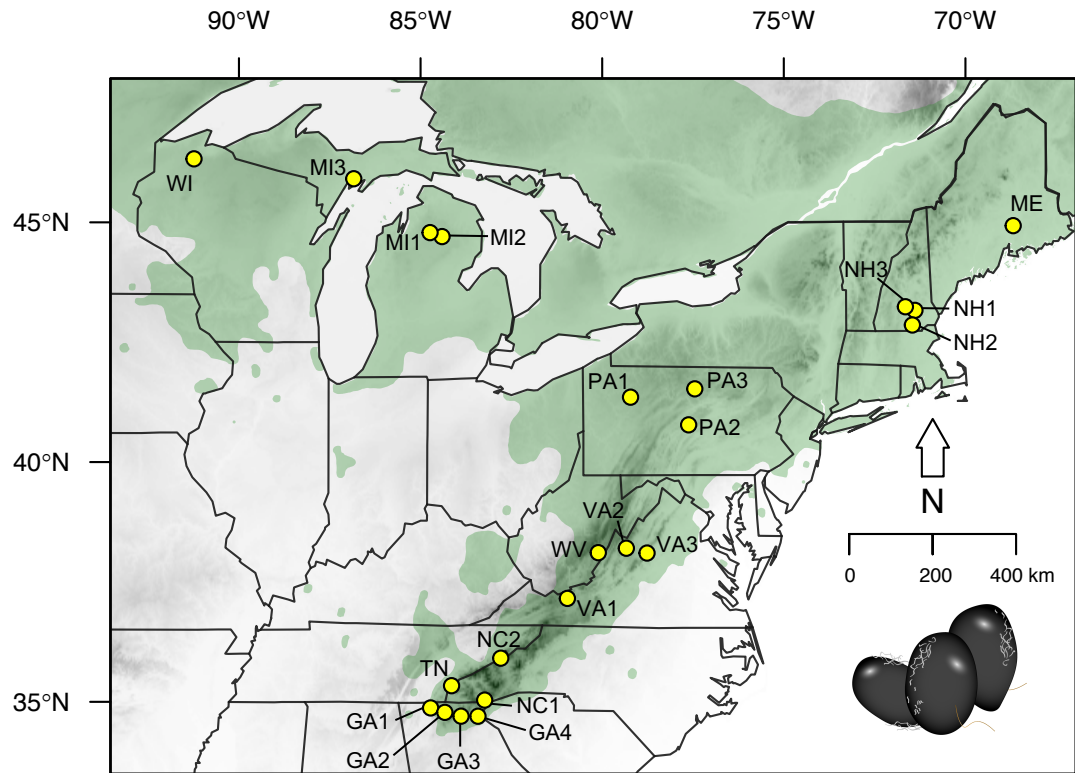 85°W 75°W
90°W 80°W 70°W
WI
MI3
ME
45°N
MI1
MI2
NH3
NH1
NH2
PA1
PA3
PA2
40°N
N
VA2
WV
VA3
0 200 400 km
VA1
NC2
TN
NC1
35°N
GA1
GA4
GA2
GA3